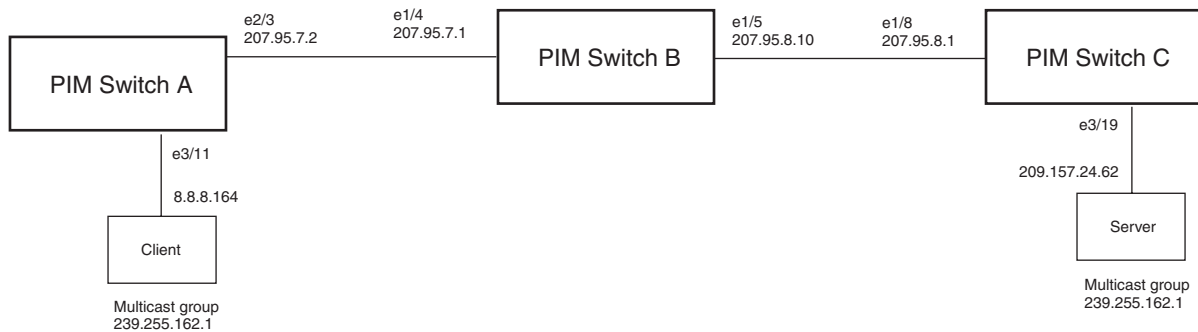 e2/3
207.95.7.2
e1/4
207.95.7.1
e1/5
207.95.8.10
e1/8
207.95.8.1
PIM Switch A
PIM Switch B
PIM Switch C
e3/11
8.8.8.164
e3/19
209.157.24.62
Client
Server
Multicast group
239.255.162.1
Multicast group
239.255.162.1